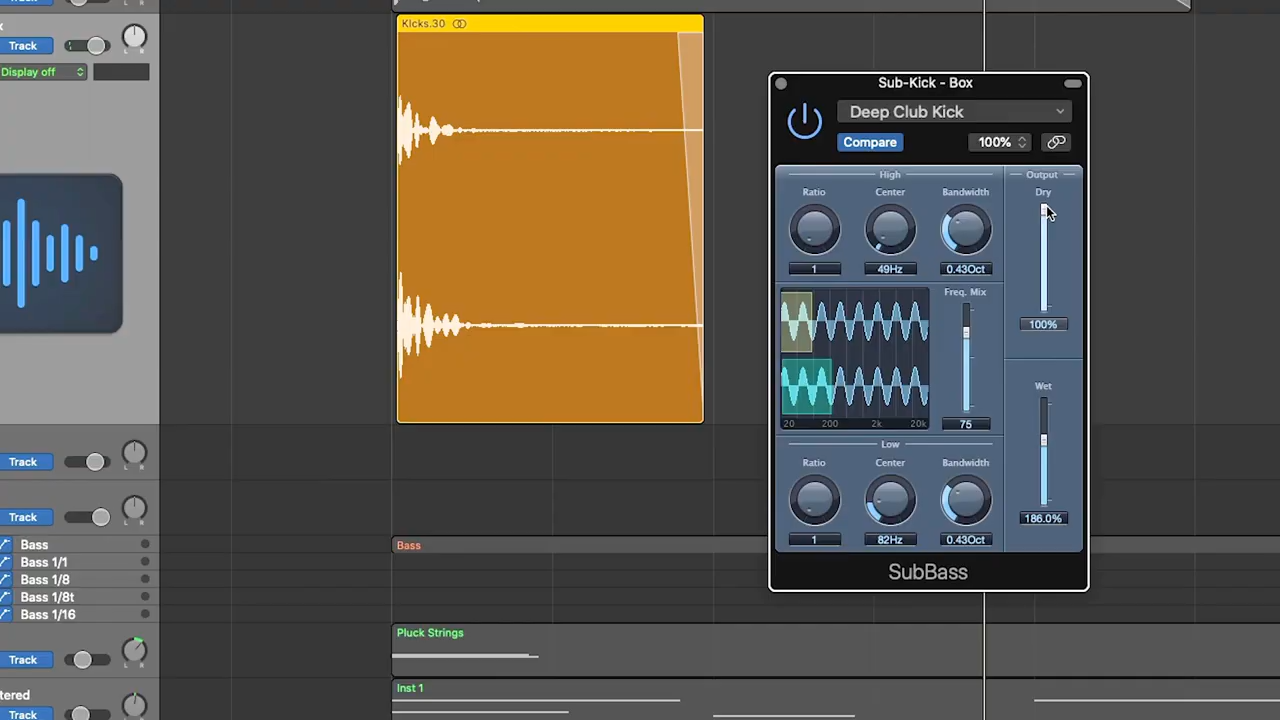 Track
Display off
KIcks.30
Sub-Kick - Box
Deep Club Kick
Compare
100%
High
Output
Ratio
Center
Bandwidth
Dry
1
49Hz
0.43Oct
Freq. Mix
100%
20
200
2k
20k
75
Wet
Low
Ratio
Center
Bandwidth
1
82Hz
0.43Oct
186.0%
SubBass
Track
L R
Track
L R
Bass
Bass 1/1
Bass 1/8
Bass 1/8t
Bass 1/16
Bass
Track
L R
Pluck Strings
tered
Track
Inst 1